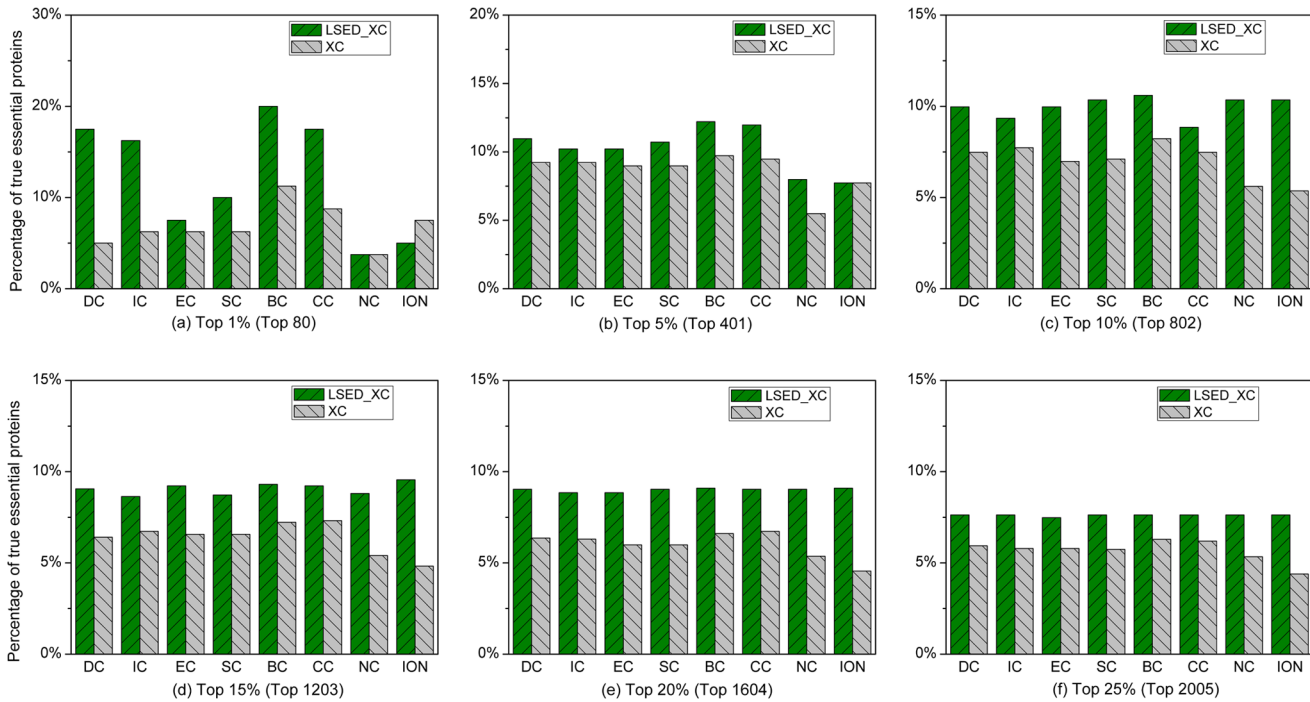 Percentage of true essential proteins
30%
20%
10%
0%
LSED_XC
XC
DC IC EC SC BC CC NC ION
(a) Top 1% (Top 80)
20%
15%
10%
5%
0%
LSED_XC
XC
DC IC EC SC BC CC NC ION
(b) Top 5% (Top 401)
15%
10%
5%
0%
LSED_XC
XC
DC IC EC SC BC CC NC ION
(c) Top 10% (Top 802)
Percentage of true essential proteins
15%
10%
5%
0%
LSED_XC
XC
DC IC EC SC BC CC NC ION
(d) Top 15% (Top 1203)
15%
10%
5%
0%
LSED_XC
XC
DC IC EC SC BC CC NC ION
(e) Top 20% (Top 1604)
15%
10%
5%
0%
LSED_XC
XC
DC IC EC SC BC CC NC ION
(f) Top 25% (Top 2005)